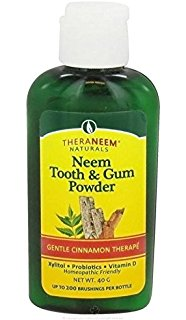 THERANEEM®
NATURALS
Neem
Tooth & Gum
Powder
GENTLE CINNAMON THERAPÉ
Xylitol • Probiotics • Vitamin D
Homeopathic Friendly
NET WT. 40 G
UP TO 200 BRUSHINGS PER BOTTLE